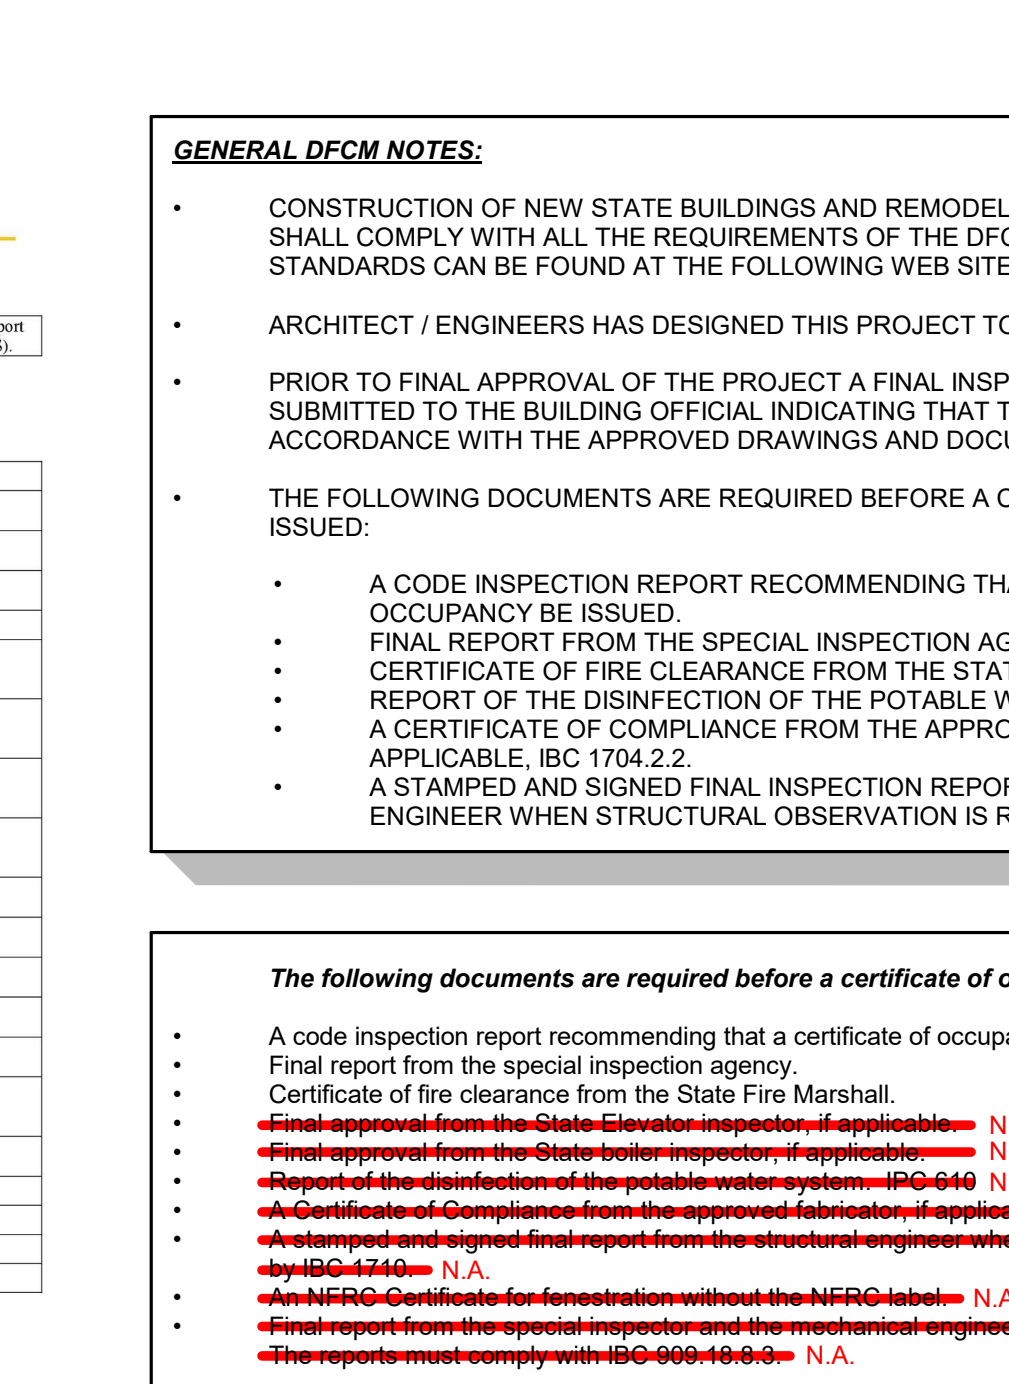 port
).
GENERAL DFCM NOTES:
• CONSTRUCTION OF NEW STATE BUILDINGS AND REMODEL
SHALL COMPLY WITH ALL THE REQUIREMENTS OF THE DFC
STANDARDS CAN BE FOUND AT THE FOLLOWING WEB SITE
• ARCHITECT / ENGINEERS HAS DESIGNED THIS PROJECT TO
• PRIOR TO FINAL APPROVAL OF THE PROJECT A FINAL INSP
SUBMITTED TO THE BUILDING OFFICIAL INDICATING THAT T
ACCORDANCE WITH THE APPROVED DRAWINGS AND DOCU
• THE FOLLOWING DOCUMENTS ARE REQUIRED BEFORE A C
ISSUED:
• A CODE INSPECTION REPORT RECOMMENDING THA
OCCUPANCY BE ISSUED.
• FINAL REPORT FROM THE SPECIAL INSPECTION AG
• CERTIFICATE OF FIRE CLEARANCE FROM THE STAT
• REPORT OF THE DISINFECTION OF THE POTABLE W
• A CERTIFICATE OF COMPLIANCE FROM THE APPRO
APPLICABLE, IBC 1704.2.2.
• A STAMPED AND SIGNED FINAL INSPECTION REPOR
ENGINEER WHEN STRUCTURAL OBSERVATION IS R
The following documents are required before a certificate of o
• A code inspection report recommending that a certificate of occupa
• Final report from the special inspection agency.
• Certificate of fire clearance from the State Fire Marshall.
• Final approval from the State Elevator inspector, if applicable. N
• Final approval from the State boiler inspector, if applicable. N
• Report of the disinfection of the potable water system. IPC 610 N
• A Certificate of Compliance from the approved fabricator, if applica
• A stamped and signed final report from the structural engineer whe
by IBC 1710. N.A.
• An NFRC Certificate for fenestration without the NFRC label. N.A
• Final report from the special inspector and the mechanical enginee
The reports must comply with IBC 909.18.8.3. N.A.